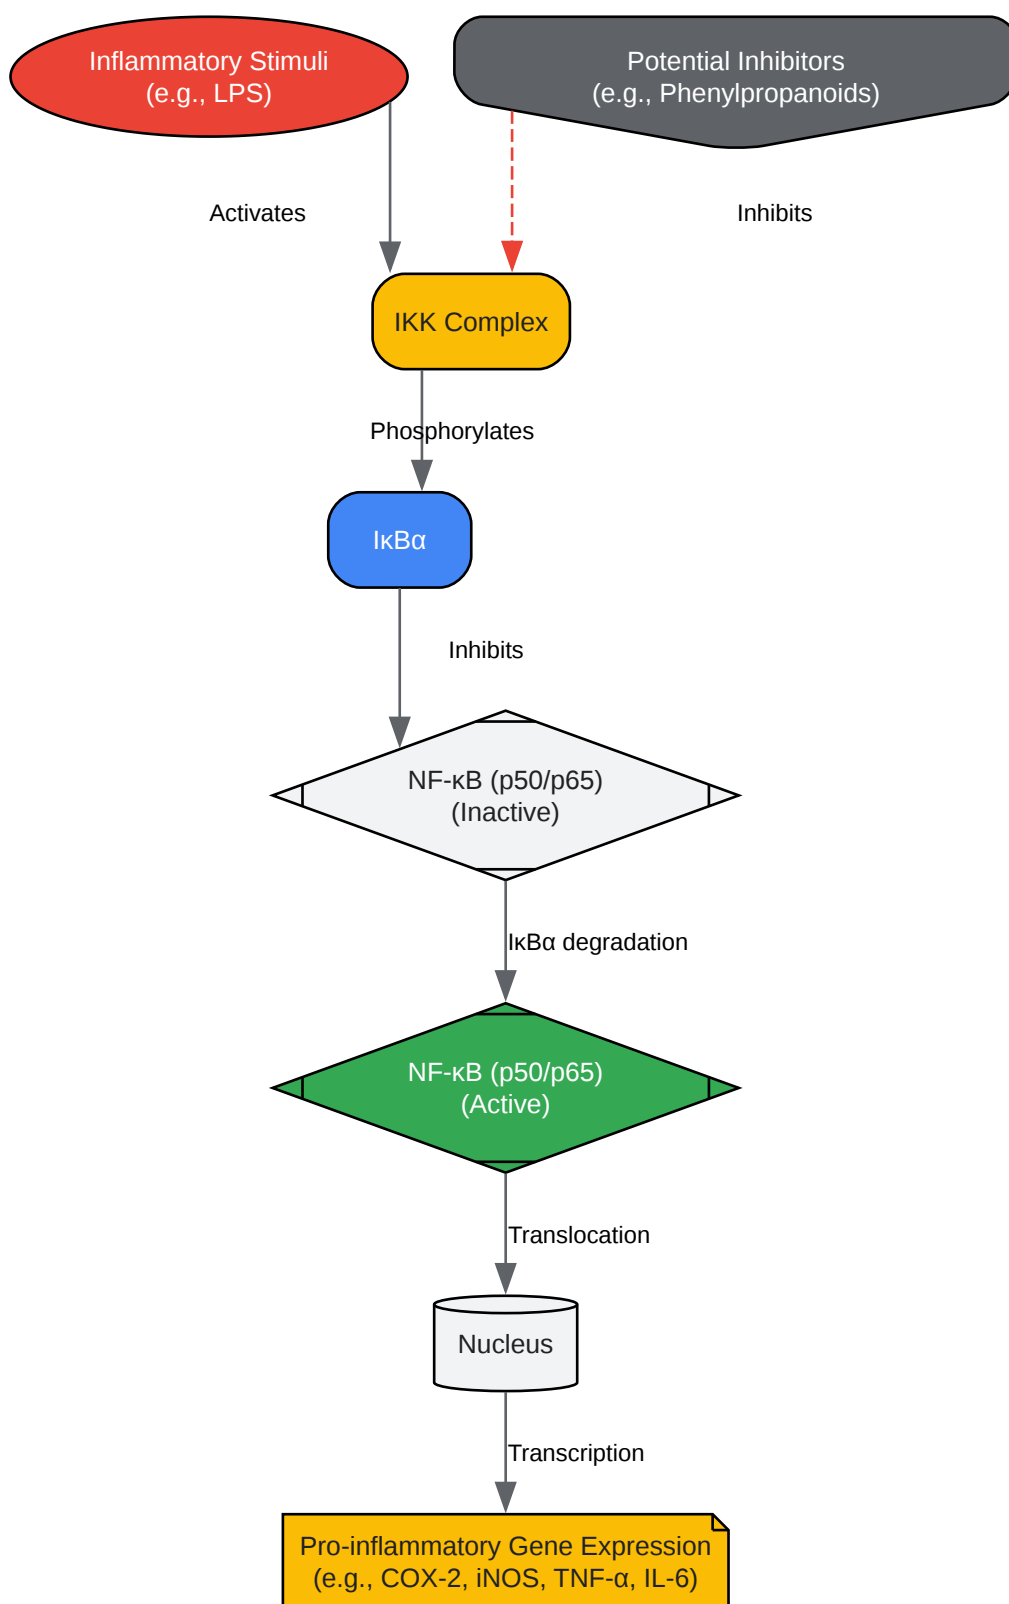 Inflammatory Stimuli
(e.g., LPS)
Potential Inhibitors
(e.g., Phenylpropanoids)
Activates
Inhibits
IKK Complex
Phosphorylates
IκBα
Inhibits
NF-κB (p50/p65)
(Inactive)
IκBα degradation
NF-κB (p50/p65)
(Active)
Translocation
Nucleus
Transcription
Pro-inflammatory Gene Expression
(e.g., COX-2, iNOS, TNF-α, IL-6)